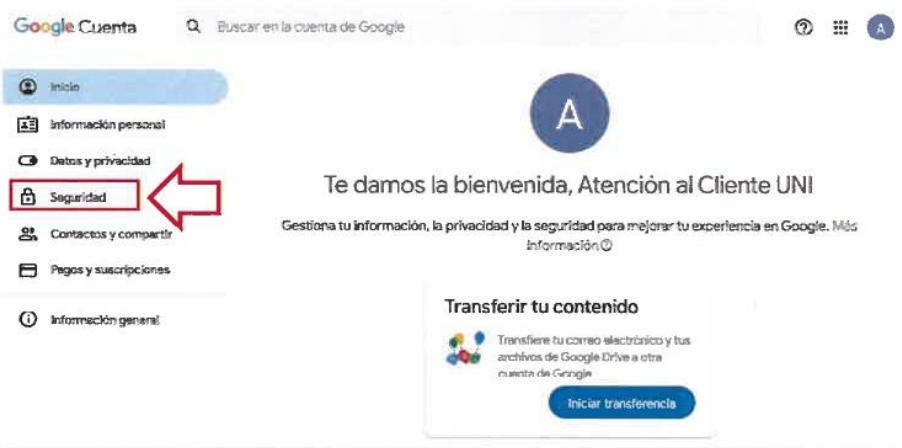 Google Cuenta
Buscar en la cuenta de Google
A
Inicio
Información personal
Datos y privacidad
Seguridad
Contactos y compartir
Pagos y suscripciones
Información general
A
Te damos la bienvenida, Atención al Cliente UNI
Gestiona tu información, la privacidad y la seguridad para mejorar tu experiencia en Google. Más
información
Transferir tu contenido
Transfiere tu correo electrónico y tus
archivos de Google Drive a otra
cuenta de Google
Iniciar transferencia